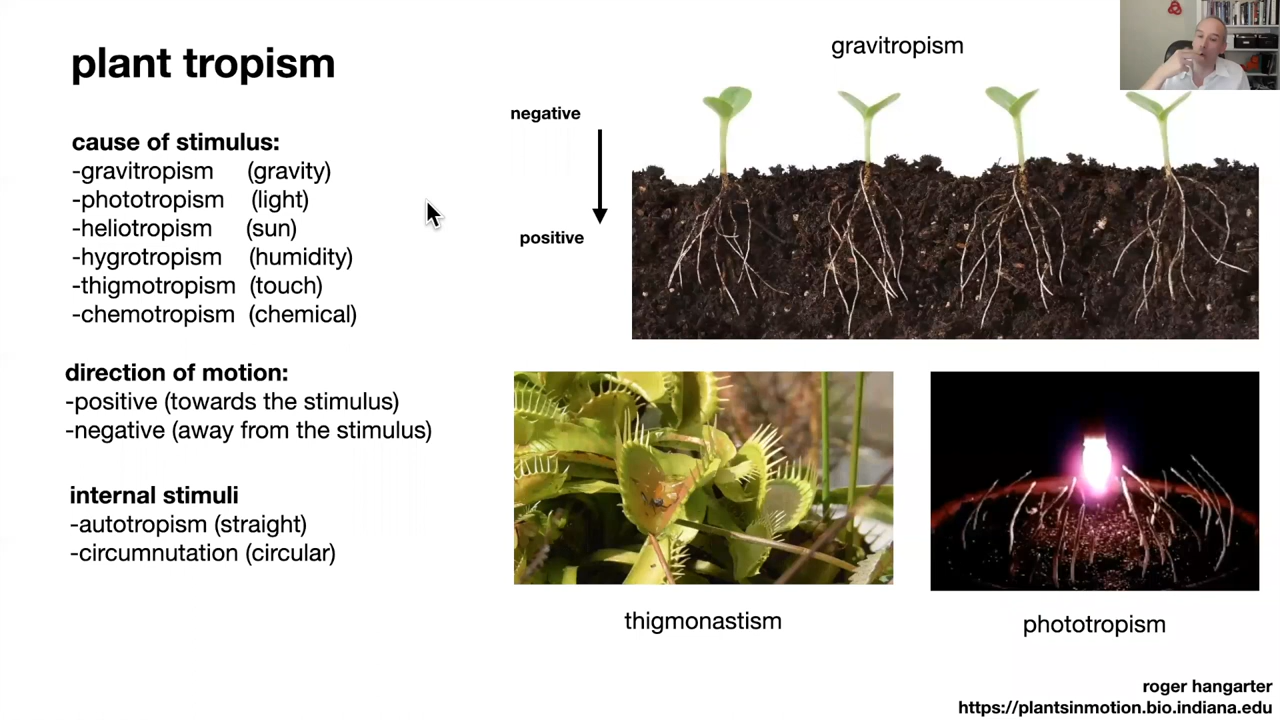 plant tropism
cause of stimulus:
-gravitropism (gravity)
-phototropism (light)
-heliotropism (sun)
-hygrotropism (humidity)
-thigmotropism (touch)
-chemotropism (chemical)
direction of motion:
-positive (towards the stimulus)
-negative (away from the stimulus)
internal stimuli
-autotropism (straight)
-circumnutation (circular)
gravitropism
negative
positive
thigmonastism
phototropism
roger hangarter
https://plantsinmotion.bio.indiana.edu